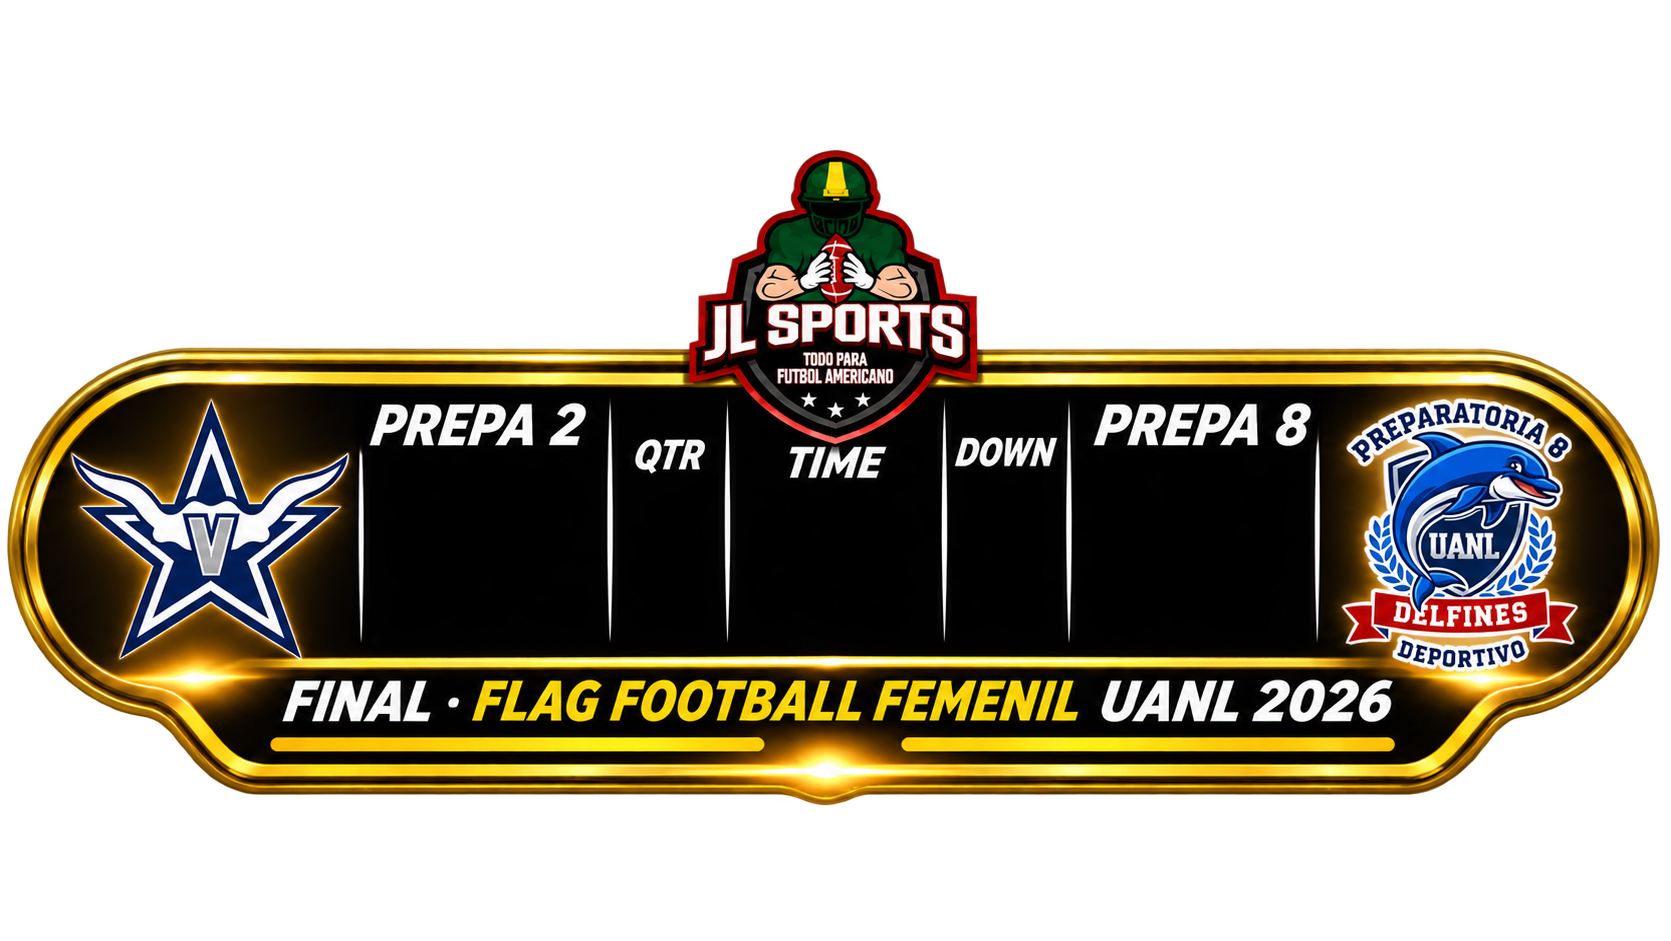 JL SPORTS
TODO PARA
FUTBOL AMERICANO
PREPA 2
QTR
TIME
DOWN
PREPA 8
V
PREPARATORIA 8
UANL
DELFINES
DEPORTIVO
FINAL · FLAG FOOTBALL FEMENIL UANL 2026